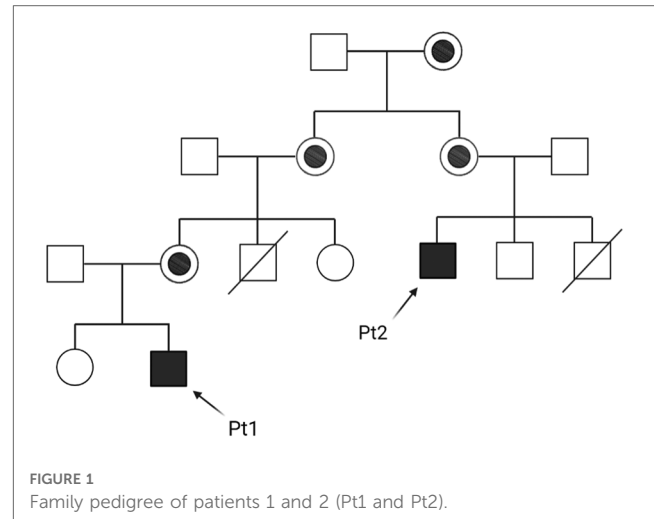 Pt2
Pt1
FIGURE 1
Family pedigree of patients 1 and 2 (Pt1 and Pt2).